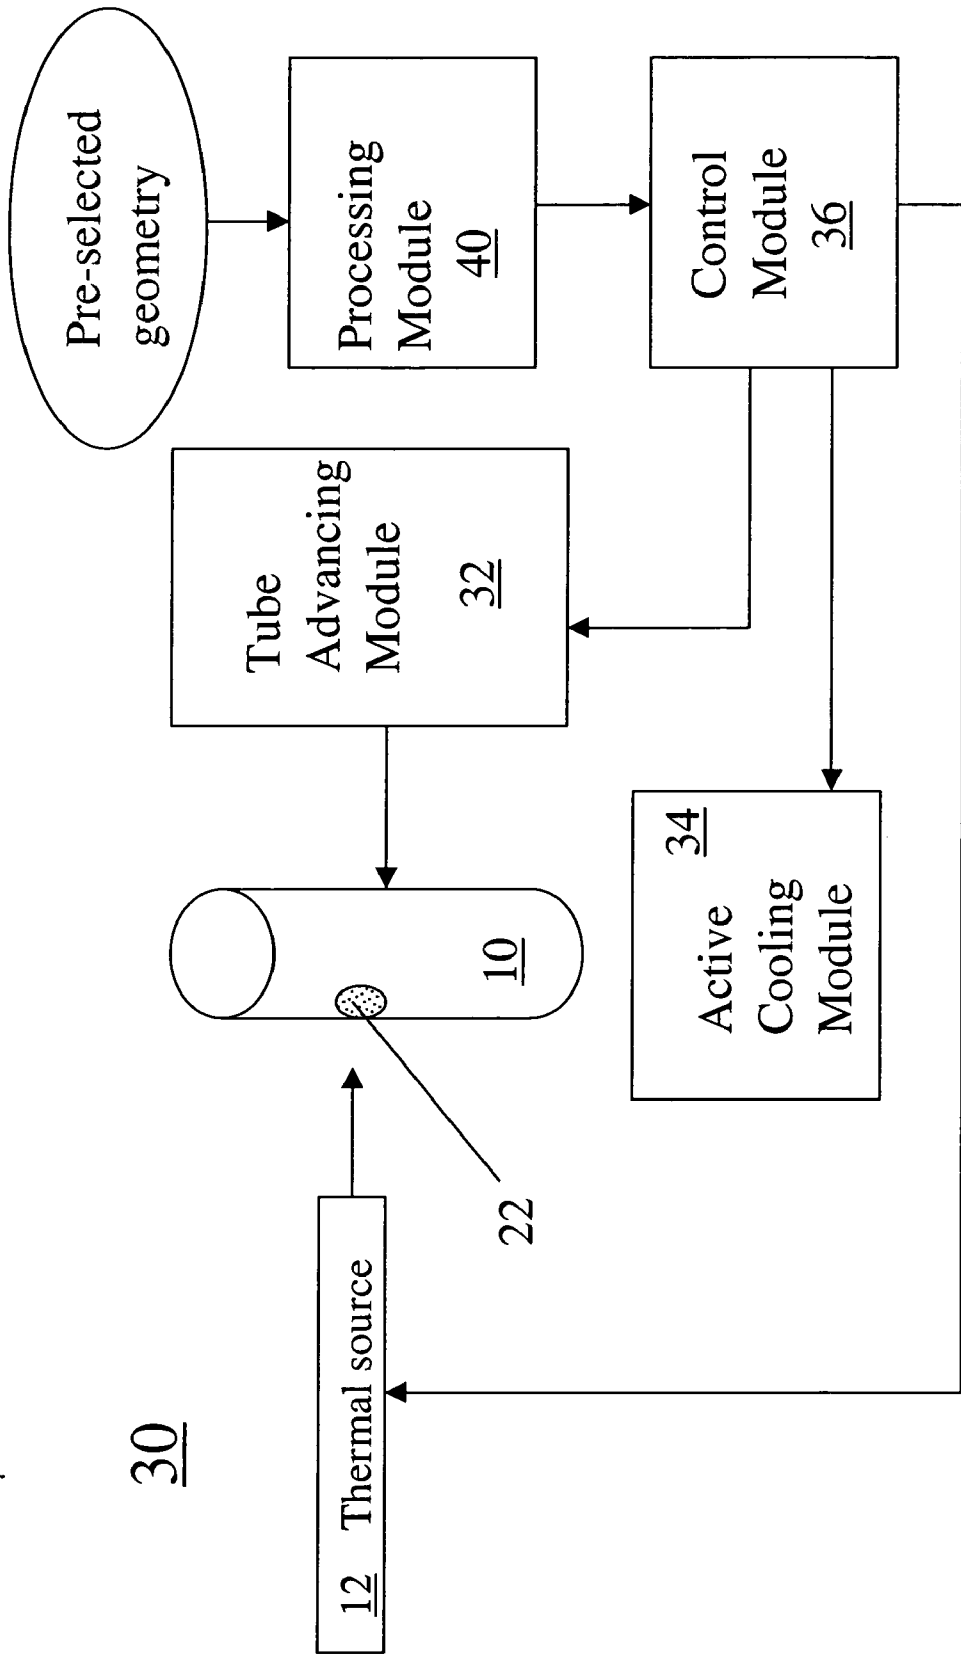 30
12 Thermal source
22
10
Tube
Advancing
Module
32
Active
Cooling
Module
34
Pre-selected
geometry
Processing
Module
40
Control
Module
36